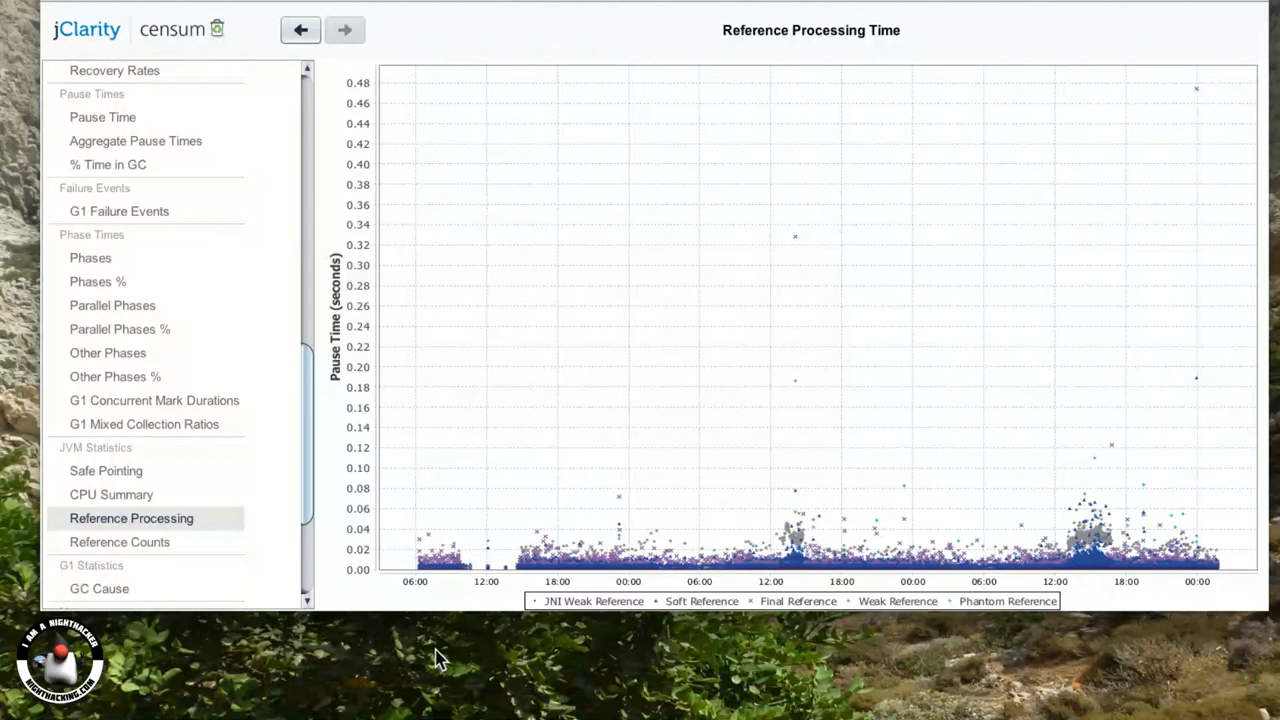 jClarity
censum
Reference Processing Time
Recovery Rates
Pause Times
Pause Time
Aggregate Pause Times
% Time in GC
Failure Events
G1 Failure Events
Phase Times
Phases
Phases %
Parallel Phases
Parallel Phases %
Other Phases
Other Phases %
G1 Concurrent Mark Durations
G1 Mixed Collection Ratios
JVM Statistics
Safe Pointing
CPU Summary
Reference Processing
Reference Counts
G1 Statistics
GC Cause
Pause Time (seconds)
0.48
0.46
0.44
0.42
0.40
0.38
0.36
0.34
0.32
0.30
0.28
0.26
0.24
0.22
0.20
0.18
0.16
0.14
0.12
0.10
0.08
0.06
0.04
0.02
0.00
06:00 12:00 18:00 00:00 06:00 12:00 18:00 00:00 06:00 12:00 18:00 00:00
JNI Weak Reference Soft Reference Final Reference Weak Reference Phantom Reference
I AM A NIGHTHACKER
NIGHTHACKING.COM